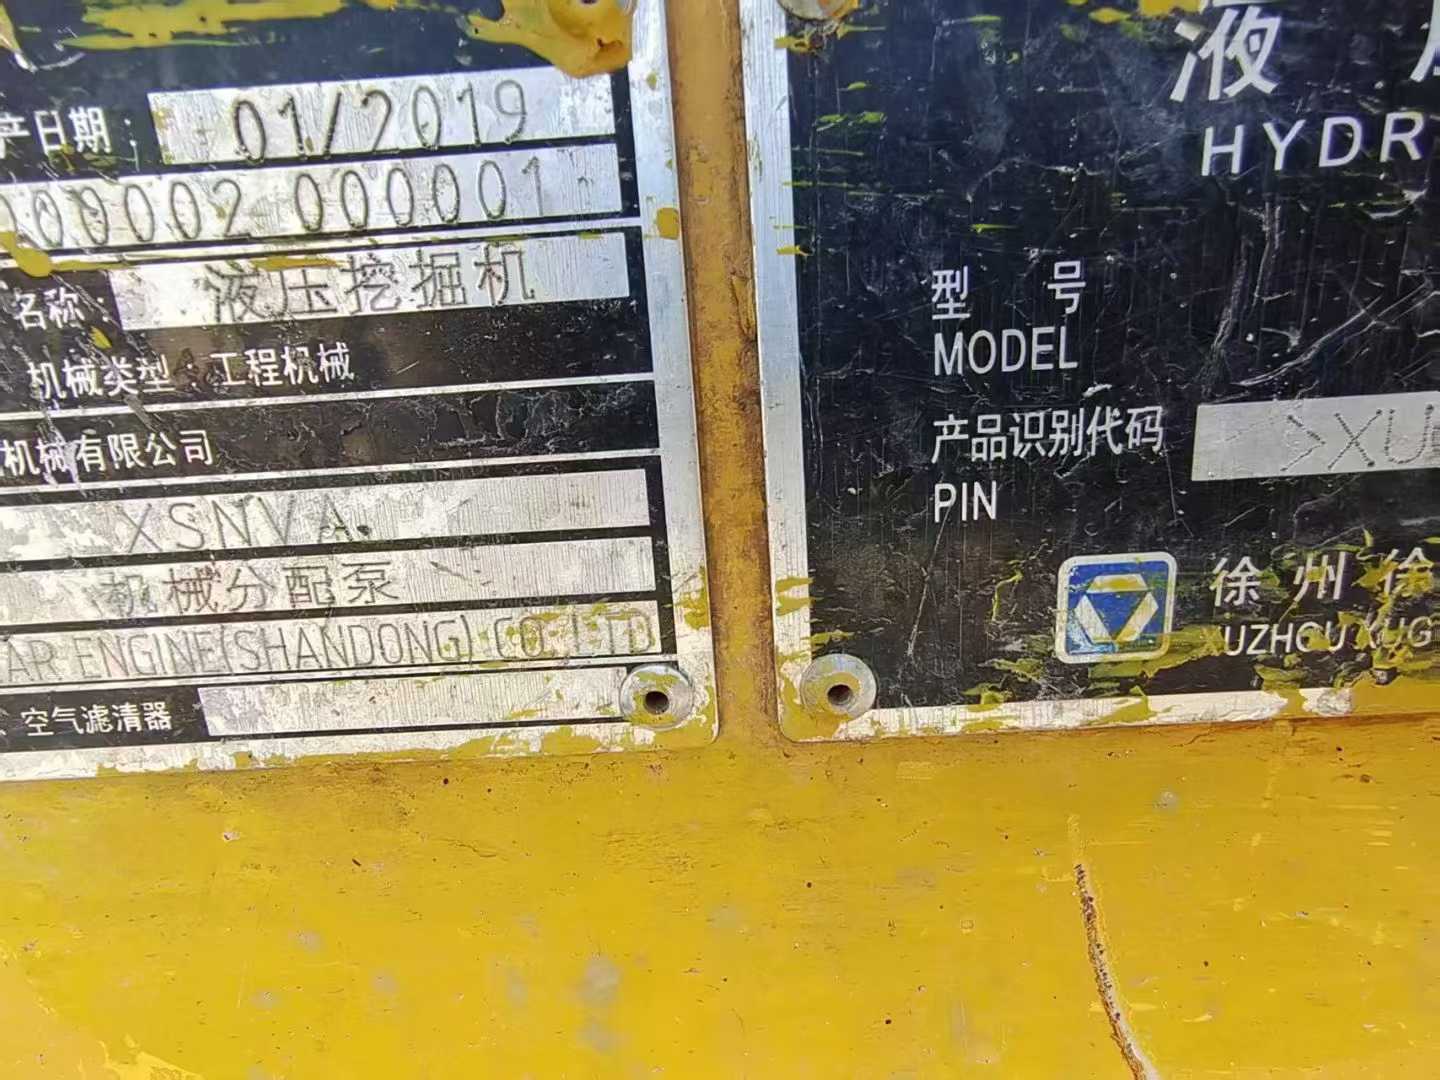 产日期: 01/2019
00002 000001
名称: 液压挖掘机
机械类型: 工程机械
机械有限公司
XSNVA.
机械分配泵
AR ENGINE(SHANDONG) CO. LTD
空气滤清器
液
HYDR
型 号
MODEL
产品识别代码 >XU
PIN
徐州徐
XUZHOU XUG